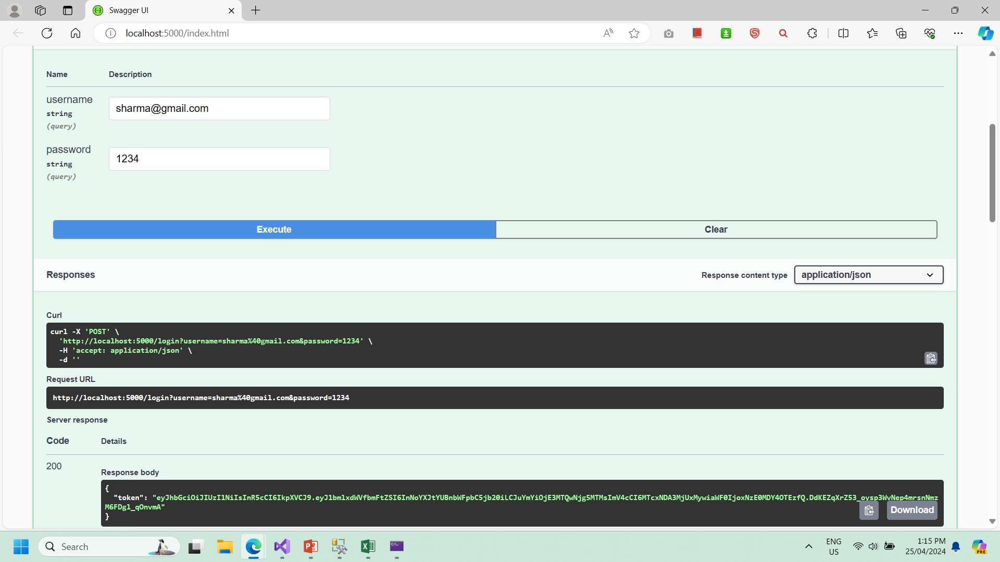 Swagger UI
localhost:5000/index.html
Name Description
username
string
(query)
sharma@gmail.com
password
string
(query)
1234
Execute Clear
Responses Response content type application/json
Curl
curl -X 'POST' \
'http://localhost:5000/login?username=sharma%40gmail.com&password=1234' \
-H 'accept: application/json' \
-d ''
Request URL
http://localhost:5000/login?username=sharma%40gmail.com&password=1234
Server response
Code Details
200
Response body
{
"token": "eyJhbGciOiJIUzI1NiIsInR5cCI6IkpXVCJ9.eyJ1bmlxdWVfbmFtZSI6InNoYXJtYUBnbWFpbC5jb20iLCJuYmYiOjE3MTQwNjg5MTMsImV4cCI6MTcxNDA3MjUxMywiaWF0IjoxNzE0MDY4OTEzfQ.DdKEZqXrZ53_oysp3WvNep4mrsnNmz
M6FDgl_qOnvmA"
}
Download
Search
ENG
US
1:15 PM
25/04/2024
PRE